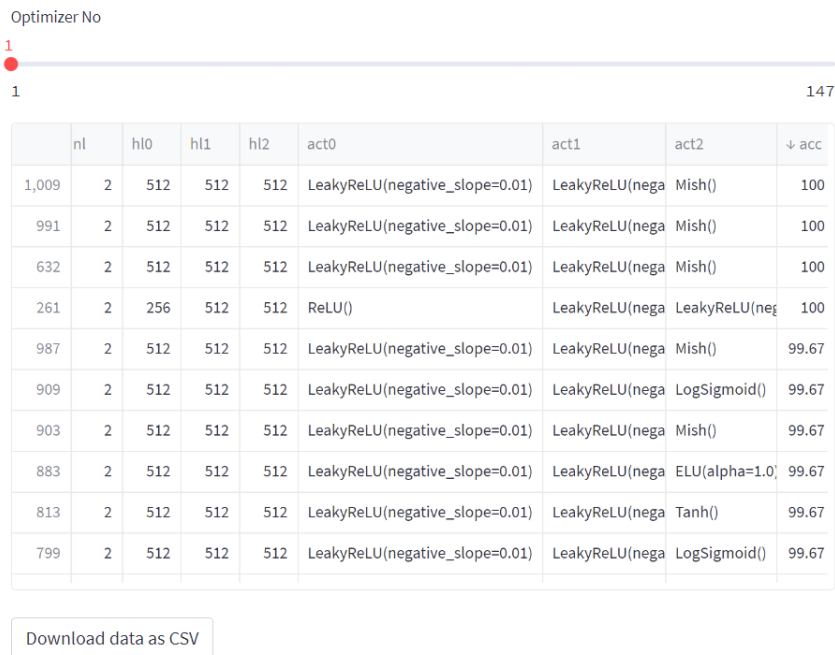 Optimizer No
1
1 147
nl hl0 hl1 hl2 act0 act1 act2 ↓ acc
1,009 2 512 512 512 LeakyReLU(negative_slope=0.01) LeakyReLU(nega Mish() 100
991 2 512 512 512 LeakyReLU(negative_slope=0.01) LeakyReLU(nega Mish() 100
632 2 512 512 512 LeakyReLU(negative_slope=0.01) LeakyReLU(nega Mish() 100
261 2 256 512 512 ReLU() LeakyReLU(nega LeakyReLU(neg 100
987 2 512 512 512 LeakyReLU(negative_slope=0.01) LeakyReLU(nega Mish() 99.67
909 2 512 512 512 LeakyReLU(negative_slope=0.01) LeakyReLU(nega LogSigmoid() 99.67
903 2 512 512 512 LeakyReLU(negative_slope=0.01) LeakyReLU(nega Mish() 99.67
883 2 512 512 512 LeakyReLU(negative_slope=0.01) LeakyReLU(nega ELU(alpha=1.0) 99.67
813 2 512 512 512 LeakyReLU(negative_slope=0.01) LeakyReLU(nega Tanh() 99.67
799 2 512 512 512 LeakyReLU(negative_slope=0.01) LeakyReLU(nega LogSigmoid() 99.67
Download data as CSV